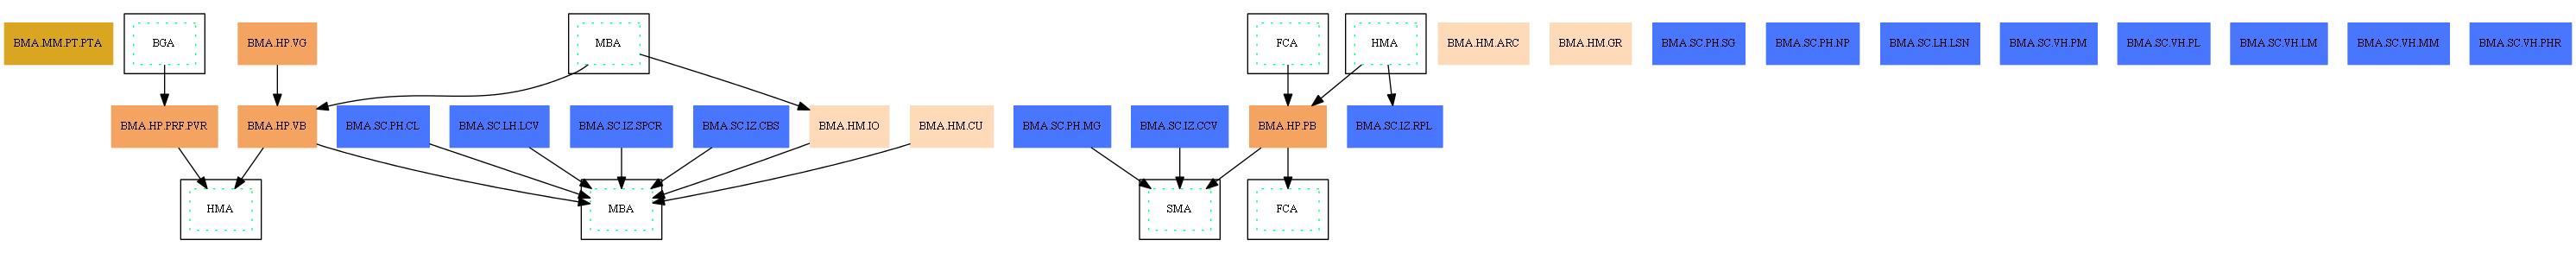 BMA.MM.PT.PTA
BGA
BMA.HP.VG
MBA
FCA
HMA
BMA.HM.ARC
BMA.HM.GR
BMA.SC.PH.SG
BMA.SC.PH.NP
BMA.SC.LH.LSN
BMA.SC.VH.PM
BMA.SC.VH.PL
BMA.SC.VH.LM
BMA.SC.VH.MM
BMA.SC.VH.PHR
BMA.HP.PRF.PVR
BMA.HP.VB
BMA.SC.PH.CL
BMA.SC.LH.LCV
BMA.SC.IZ.SPCR
BMA.SC.IZ.CBS
BMA.HM.IO
BMA.HM.CU
BMA.SC.PH.MG
BMA.SC.IZ.CCV
BMA.HP.PB
BMA.SC.IZ.RPL
HMA
MBA
SMA
FCA